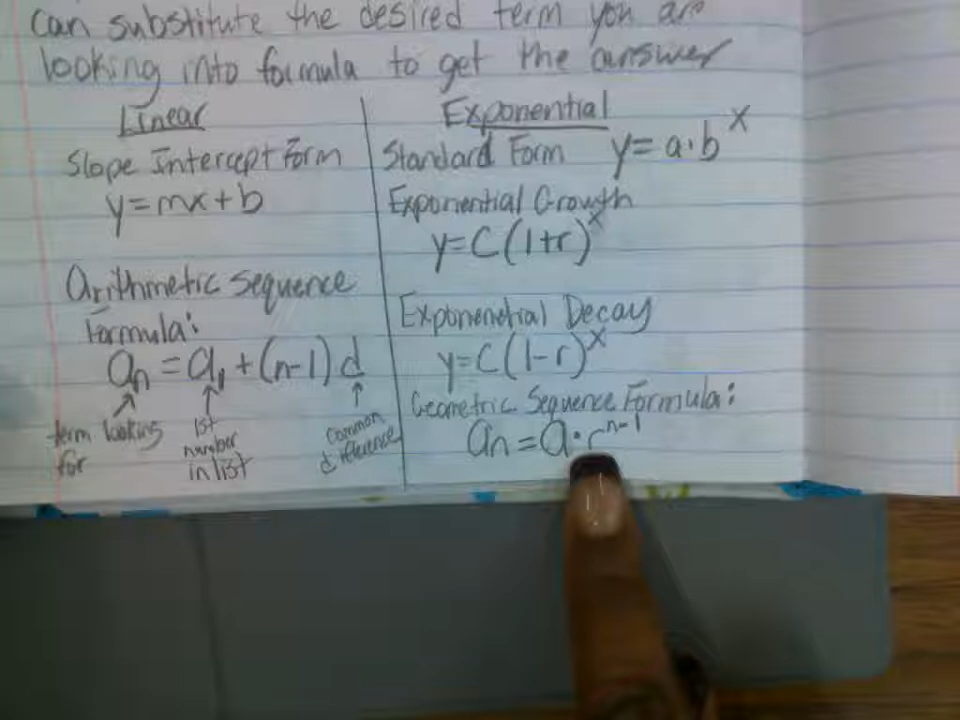 can substitute the desired term you are
looking into formula to get the answer
Linear
Slope Intercept Form
y=mx+b
Arithmetic Sequence
Formula:
an = a1 + (n-1) d
term looking
for
1st
number
in list
common
difference
Exponential
Standard Form y= a·b^x
Exponential Growth
y=C(1+r)^x
Exponenetial Decay
y=C(1-r)^x
Geometric Sequence Formula:
an = a·r^n-1